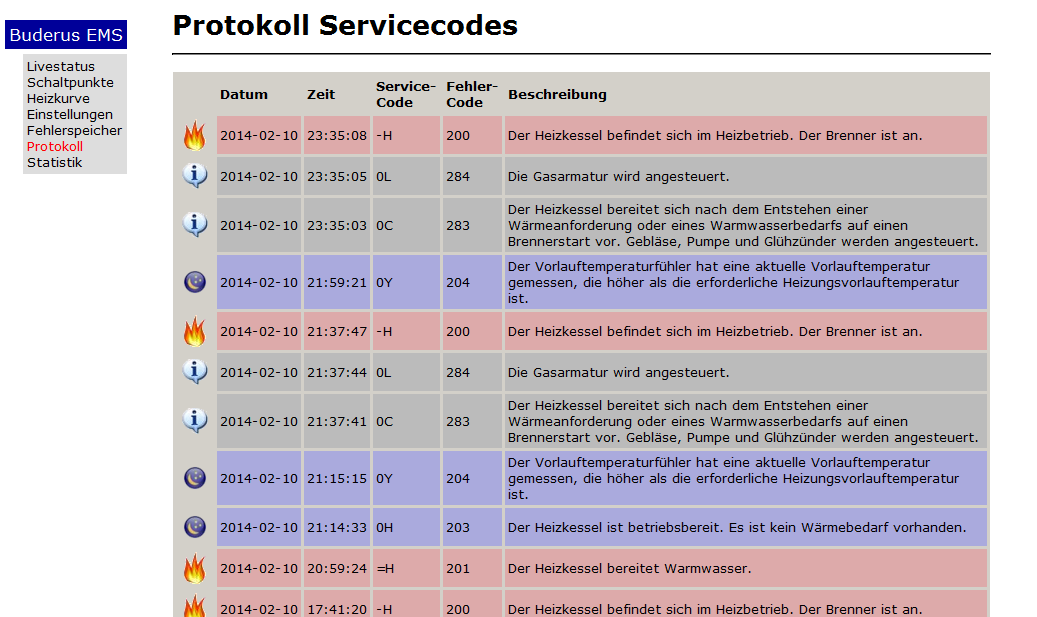 Protokoll Servicecodes
Buderus EMS
Livestatus
Schaltpunkte
Heizkurve
Einstellungen
Fehlerspeicher
Protokoll
Statistik
Datum Zeit Service-Code Fehler-Code Beschreibung
2014-02-10 23:35:08 -H 200 Der Heizkessel befindet sich im Heizbetrieb. Der Brenner ist an.
2014-02-10 23:35:05 0L 284 Die Gasarmatur wird angesteuert.
2014-02-10 23:35:03 0C 283 Der Heizkessel bereitet sich nach dem Entstehen einer
Wärmeanforderung oder eines Warmwasserbedarfs auf einen
Brennerstart vor. Gebläse, Pumpe und Glühzünder werden angesteuert.
2014-02-10 21:59:21 0Y 204 Der Vorlauftemperaturfühler hat eine aktuelle Vorlauftemperatur
gemessen, die höher als die erforderliche Heizungsvorlauftemperatur
ist.
2014-02-10 21:37:47 -H 200 Der Heizkessel befindet sich im Heizbetrieb. Der Brenner ist an.
2014-02-10 21:37:44 0L 284 Die Gasarmatur wird angesteuert.
2014-02-10 21:37:41 0C 283 Der Heizkessel bereitet sich nach dem Entstehen einer
Wärmeanforderung oder eines Warmwasserbedarfs auf einen
Brennerstart vor. Gebläse, Pumpe und Glühzünder werden angesteuert.
2014-02-10 21:15:15 0Y 204 Der Vorlauftemperaturfühler hat eine aktuelle Vorlauftemperatur
gemessen, die höher als die erforderliche Heizungsvorlauftemperatur
ist.
2014-02-10 21:14:33 0H 203 Der Heizkessel ist betriebsbereit. Es ist kein Wärmebedarf vorhanden.
2014-02-10 20:59:24 =H 201 Der Heizkessel bereitet Warmwasser.
2014-02-10 17:41:20 -H 200 Der Heizkessel befindet sich im Heizbetrieb. Der Brenner ist an.